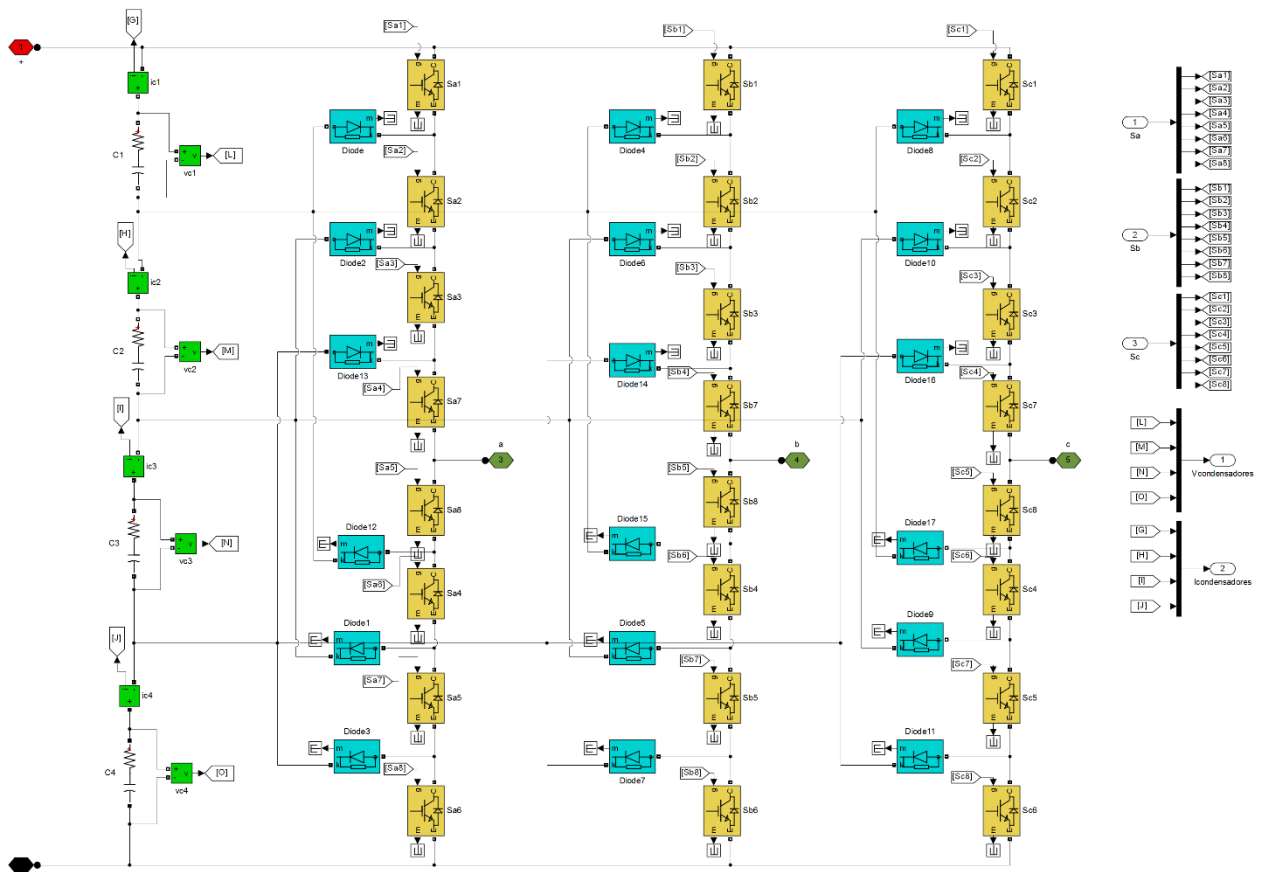 [G]
[Sa1]
[Sb1]
[Sc1]
1
+
ic1
g C
Sa1
m E
g C
Sb1
m E
g C
Sc1
m E
[Sa1]
[Sa2]
[Sa3]
[Sa4]
[Sa5]
[Sa6]
[Sa7]
[Sa8]
1
Sa
C1
+
-
v
vc1
[L]
a m k
Diode
a m k
Diode4
a m k
Diode8
[Sa2]
[Sb2]
[Sc2]
g C
Sa2
m E
g C
Sb2
m E
g C
Sc2
m E
[Sb1]
[Sb2]
[Sb3]
[Sb4]
[Sb5]
[Sb6]
[Sb7]
[Sb8]
2
Sb
[H]
a m k
Diode2
a m k
Diode6
a m k
Diode10
ic2
[Sa3]
[Sb3]
[Sc3]
g C
Sa3
m E
g C
Sb3
m E
g C
Sc3
m E
[Sc1]
[Sc2]
[Sc3]
[Sc4]
[Sc5]
[Sc6]
[Sc7]
[Sc8]
3
Sc
C2
+
-
v
vc2
[M]
a m k
Diode13
a m k
Diode14
a m k
Diode16
[Sa4]
[Sb4]
[Sc4]
g C
Sa7
m E
g C
Sb7
m E
g C
Sc7
m E
[I]
ic3
a
3
b
4
c
5
[L]
[M]
[N]
[O]
1
Vcondensadores
[Sa5]
[Sb5]
[Sc5]
g C
Sa8
m E
g C
Sb8
m E
g C
Sc8
m E
C3
+
-
v
vc3
[N]
Diode12
m k a
Diode15
m k a
Diode17
m k a
[Sa6]
[Sb6]
[Sc6]
g C
Sa4
m E
g C
Sb4
m E
g C
Sc4
m E
[G]
[H]
[I]
[J]
2
Icondensadores
[J]
Diode1
m k a
Diode5
m k a
Diode9
m k a
ic4
[Sa7]
[Sb7]
[Sc7]
g C
Sa5
m E
g C
Sb5
m E
g C
Sc5
m E
C4
+
-
v
vc4
[O]
Diode3
m k a
Diode7
m k a
Diode11
m k a
[Sa8]
[Sb8]
[Sc8]
g C
Sa6
m E
g C
Sb6
m E
g C
Sc6
m E